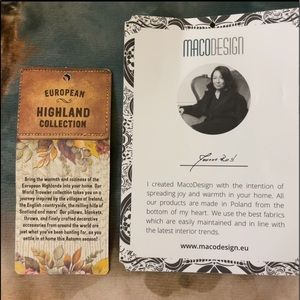 EUROPEAN
HIGHLAND
COLLECTION
Bring the warmth and coziness of the
European Highlands into your home. Our
World Traveler collection takes you on a
journey inspired by the villages of Ireland,
the English countryside, the rolling hills of
Scotland and more! Our pillows, blankets,
throws, and finely crafted decorative
accessories from around the world are
just what you've been hunting for, as you
settle in at home this Autumn season!
MACODESIGN
I created MacoDesign with the intention of
spreading joy and warmth in your home. All
our products are made in Poland from the
bottom of my heart. We use the best fabrics
which are easily maintained and in line with
the latest interior trends.
www.macodesign.eu